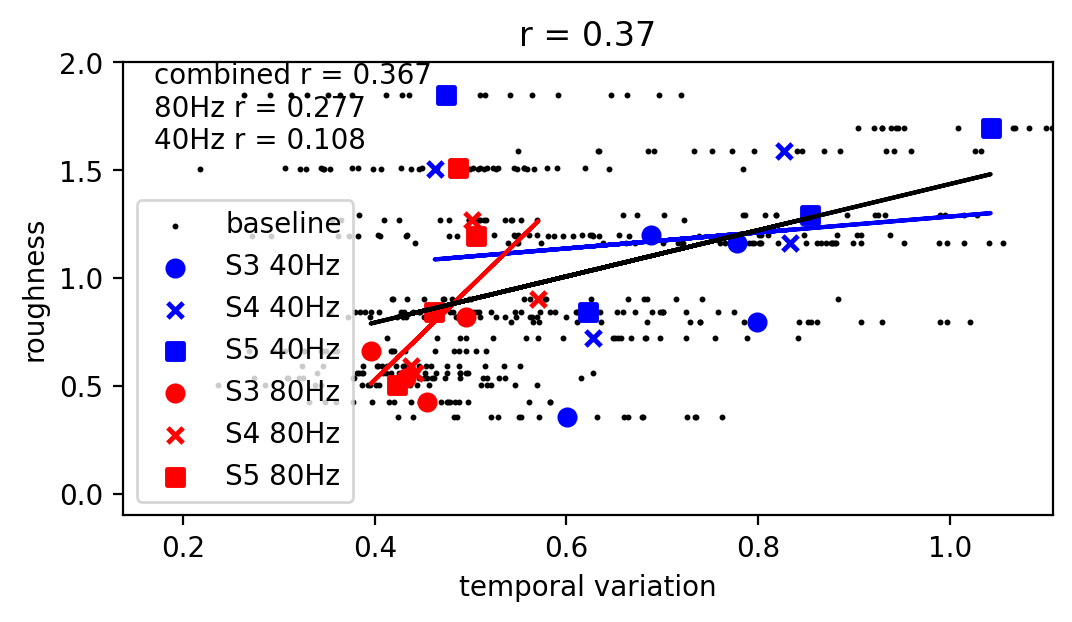 r = 0.37
combined r = 0.367
80Hz r = 0.277
40Hz r = 0.108
baseline
S3 40Hz
S4 40Hz
S5 40Hz
S3 80Hz
S4 80Hz
S5 80Hz
roughness
2.0
1.5
1.0
0.5
0.0
0.2 0.4 0.6 0.8 1.0
temporal variation